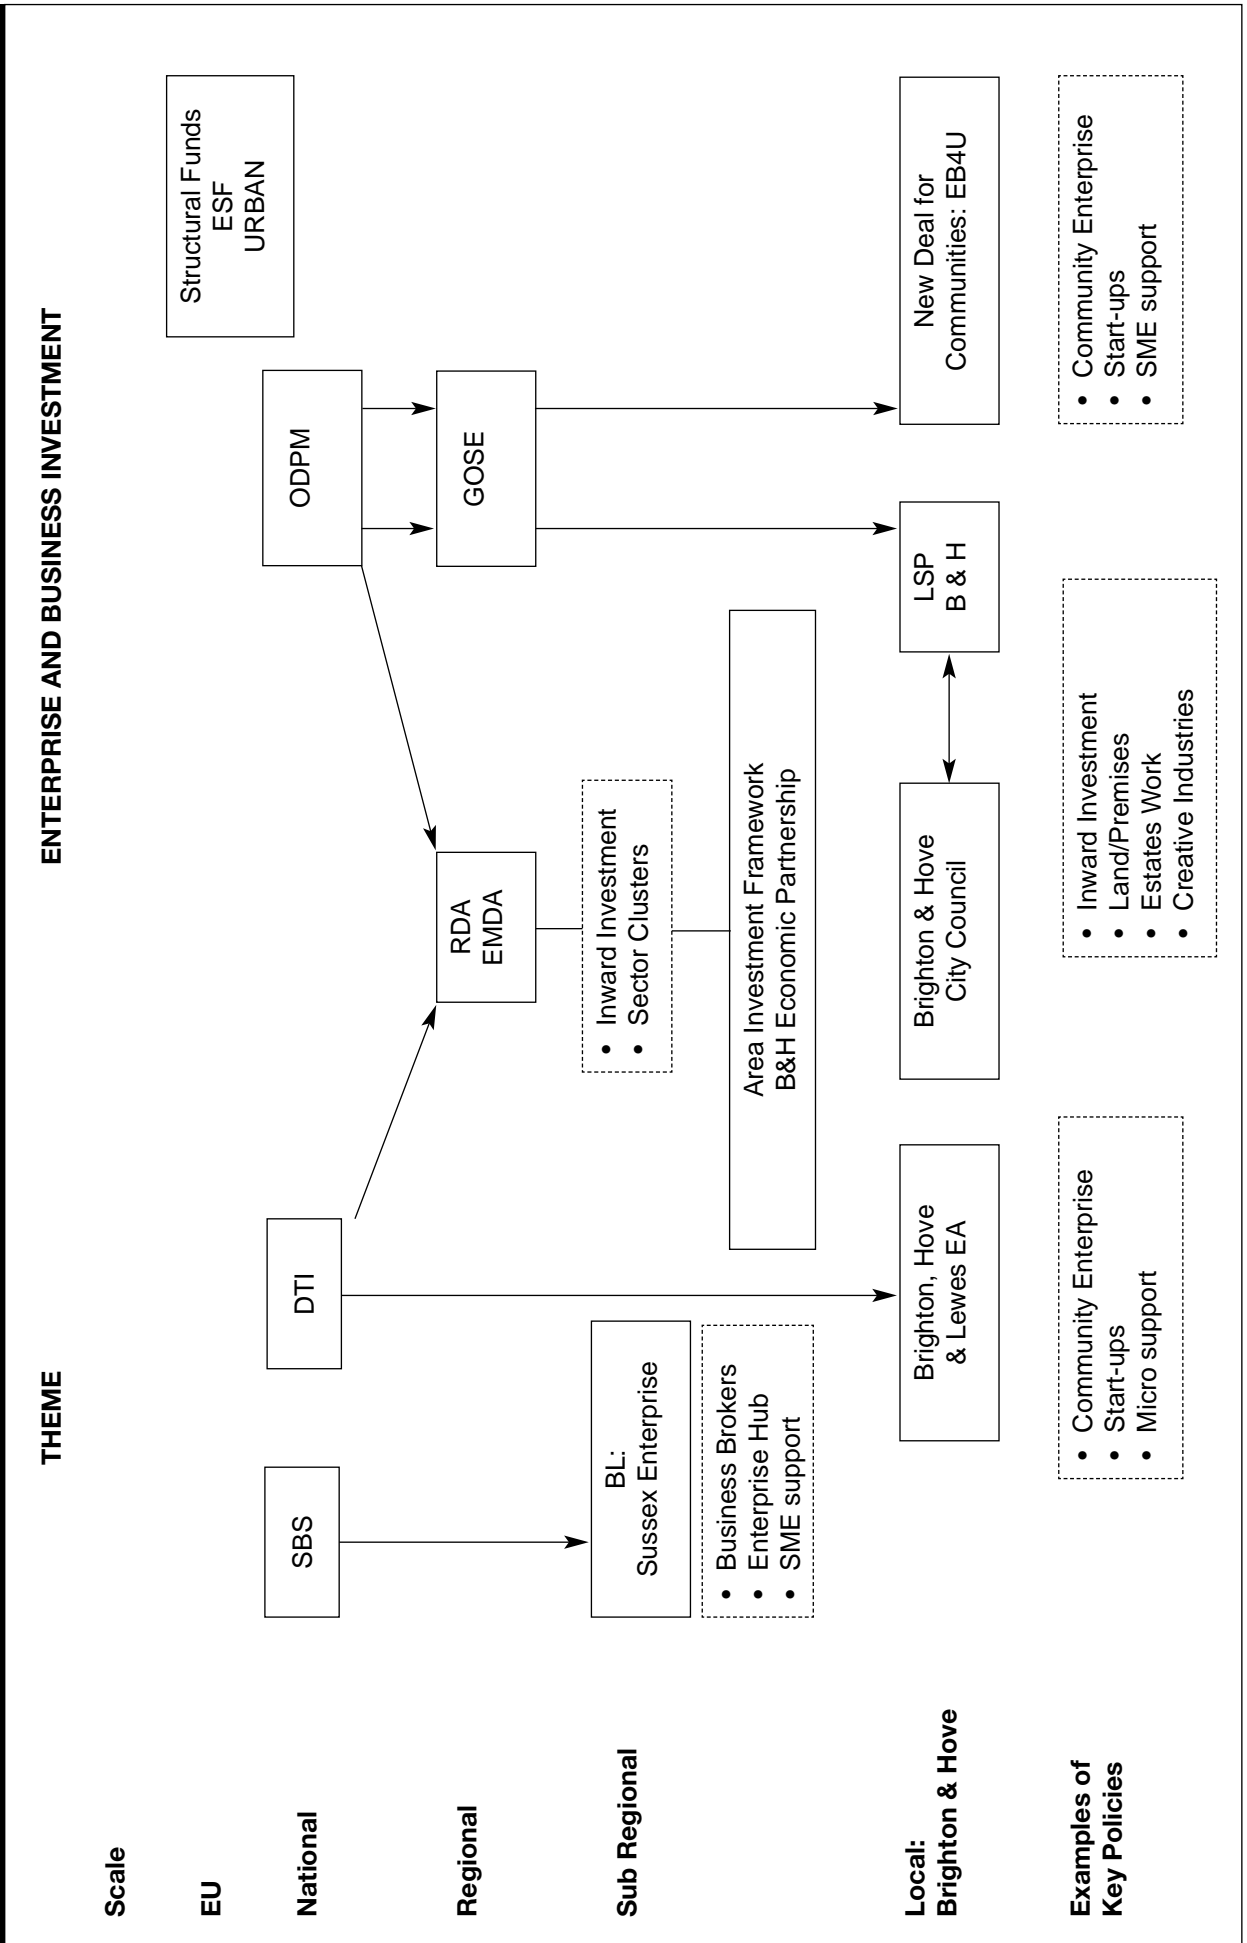 THEME
ENTERPRISE AND BUSINESS INVESTMENT
Scale
EU
Structural Funds
ESF
URBAN
National
SBS
DTI
ODPM
Regional
RDA
EMDA
GOSE
Sub Regional
BL:
Sussex Enterprise
• Business Brokers
• Enterprise Hub
• SME support
• Inward Investment
• Sector Clusters
Area Investment Framework
B&H Economic Partnership
Local:
Brighton & Hove
Brighton, Hove
& Lewes EA
Brighton & Hove
City Council
LSP
B & H
New Deal for
Communities: EB4U
Examples of
Key Policies
• Community Enterprise
• Start-ups
• Micro support
• Inward Investment
• Land/Premises
• Estates Work
• Creative Industries
• Community Enterprise
• Start-ups
• SME support